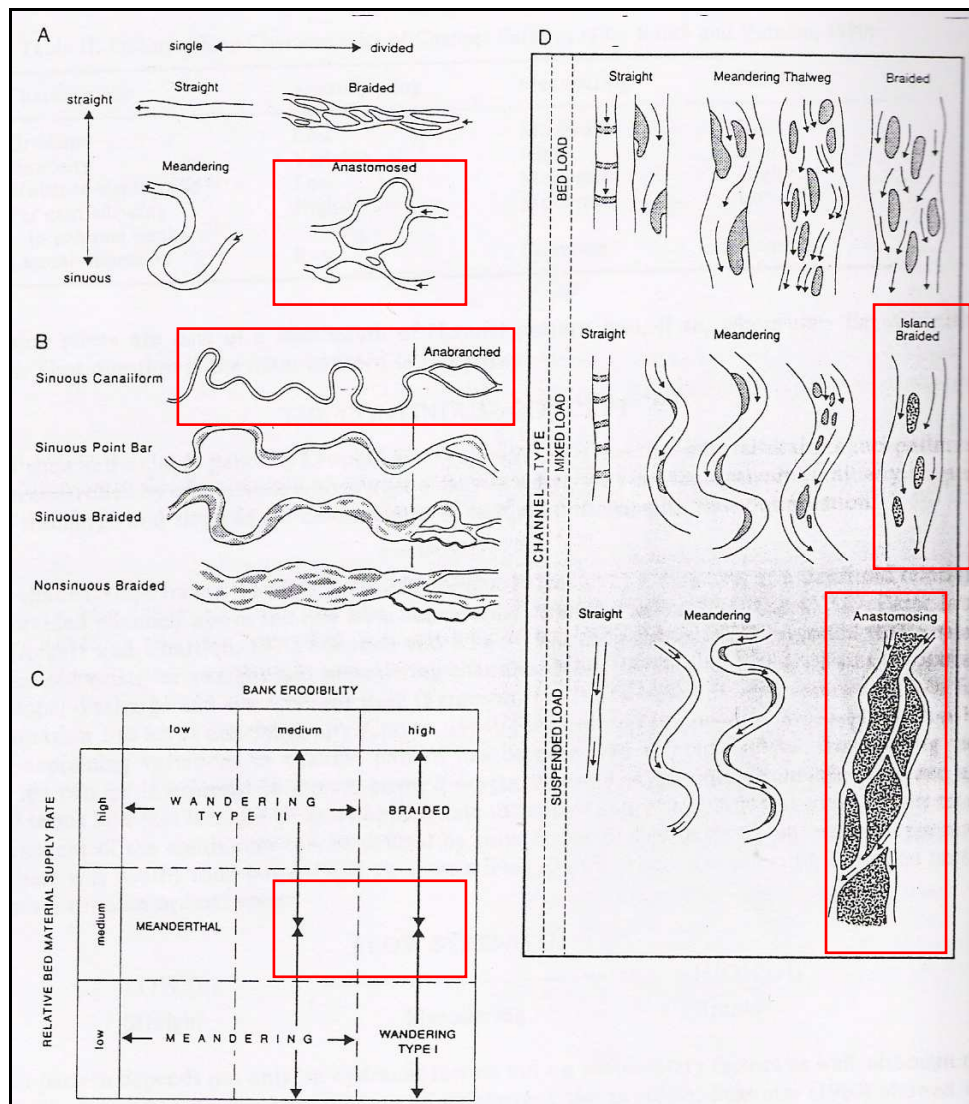 A
single divided
straight
Straight
Braided
Meandering
Anastomosed
sinuous
B
Anabranched
Sinuous Canaliform
Sinuous Point Bar
Sinuous Braided
Nonsinuous Braided
C
BANK ERODIBILITY
low medium high
RELATIVE BED MATERIAL SUPPLY RATE
high
WANDERING
TYPE II
BRAIDED
medium
MEANDERTHAL
low
MEANDERING
WANDERING
TYPE I
D
CHANNEL TYPE
BED LOAD
Straight Meandering Thalweg Braided
MIXED LOAD
Straight Meandering Island
Braided
SUSPENDED LOAD
Straight Meandering Anastomosing